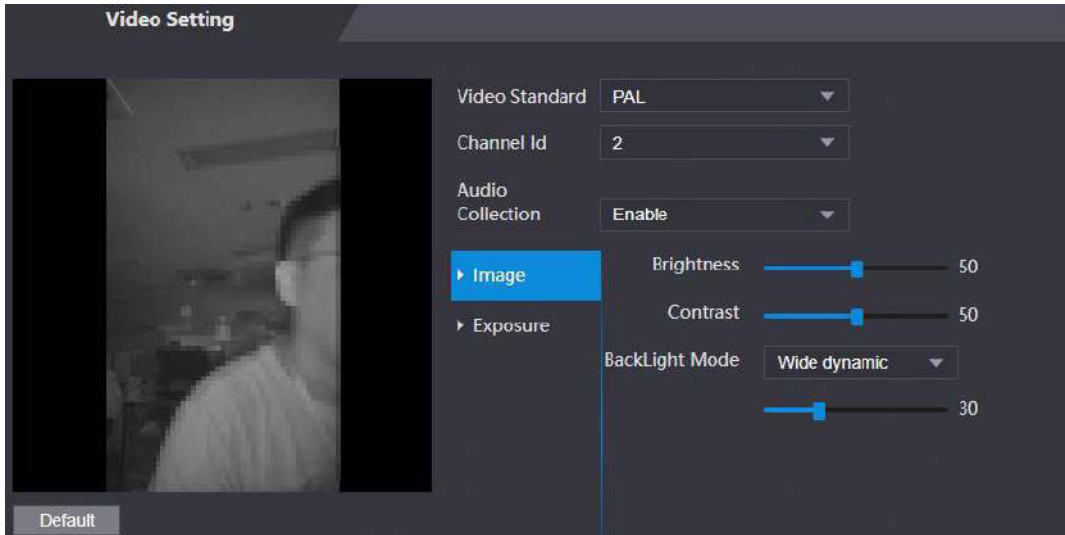 Video Setting
Video Standard PAL
Channel Id 2
Audio
Collection Enable
Image
Exposure
Brightness 50
Contrast 50
BackLight Mode Wide dynamic
30
Default